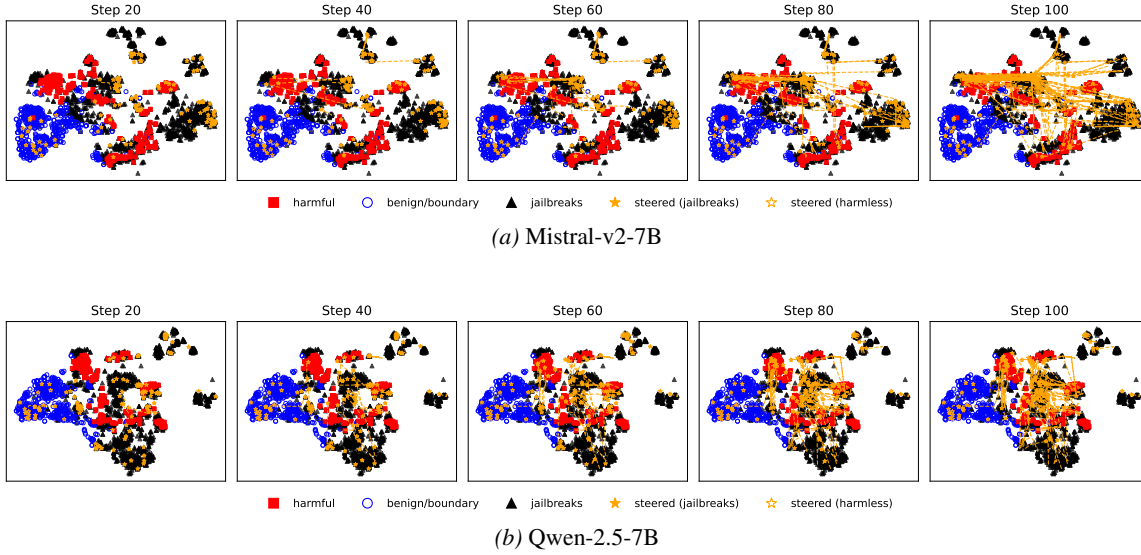 Step 20
Step 40
Step 60
Step 80
Step 100
harmful
benign/boundary
jailbreaks
steered (jailbreaks)
steered (harmless)
(a) Mistral-v2-7B
Step 20
Step 40
Step 60
Step 80
Step 100
harmful
benign/boundary
jailbreaks
steered (jailbreaks)
steered (harmless)
(b) Qwen-2.5-7B